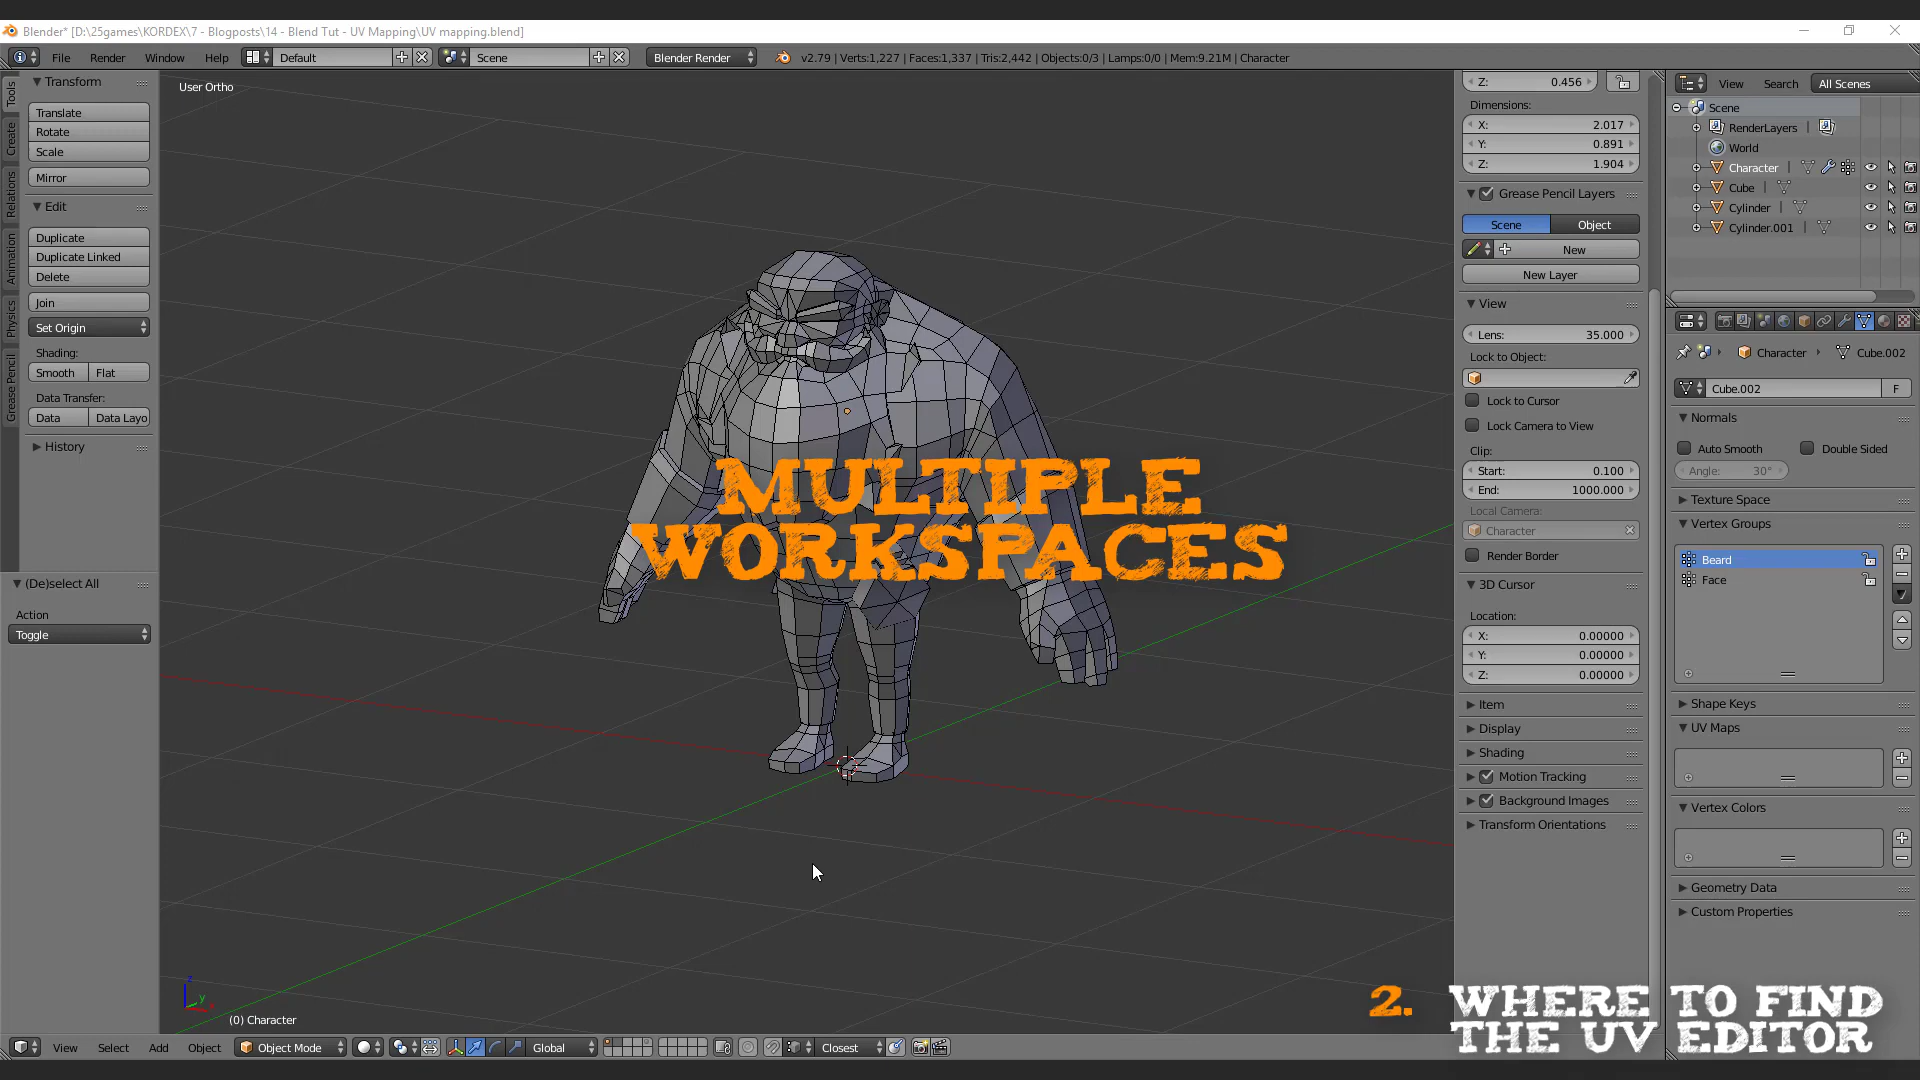 Blender* [D:\25games\KORDEX\7 - Blogposts\14 - Blend Tut - UV Mapping\UV mapping.blend]
File Render Window Help Default Scene Blender Render v2.79 | Verts:1,227 | Faces:1,337 | Tris:2,442 | Objects:0/3 | Lamps:0/0 | Mem:9.21M | Character
Tools
Create
Relations
Animation
Physics
Grease Pencil
Transform
Translate
Rotate
Scale
Mirror
Edit
Duplicate
Duplicate Linked
Delete
Join
Set Origin
Shading:
Smooth Flat
Data Transfer:
Data Data Layo
History
(De)select All
Action
Toggle
User Ortho
MULTIPLE
WORKSPACES
z
y
x
(0) Character
View Select Add Object Object Mode Global Closest
Z: 0.456
Dimensions:
X: 2.017
Y: 0.891
Z: 1.904
Grease Pencil Layers
Scene Object
New
New Layer
View
Lens: 35.000
Lock to Object:
Lock to Cursor
Lock Camera to View
Clip:
Start: 0.100
End: 1000.000
Local Camera:
Character
Render Border
3D Cursor
Location:
X: 0.00000
Y: 0.00000
Z: 0.00000
Item
Display
Shading
Motion Tracking
Background Images
Transform Orientations
View Search All Scenes
Scene
RenderLayers
World
Character
Cube
Cylinder
Cylinder.001
Character Cube.002
Cube.002 F
Normals
Auto Smooth Double Sided
Angle: 30°
Texture Space
Vertex Groups
Beard
Face
Shape Keys
UV Maps
Vertex Colors
Geometry Data
Custom Properties
2. WHERE TO FIND
THE UV EDITOR